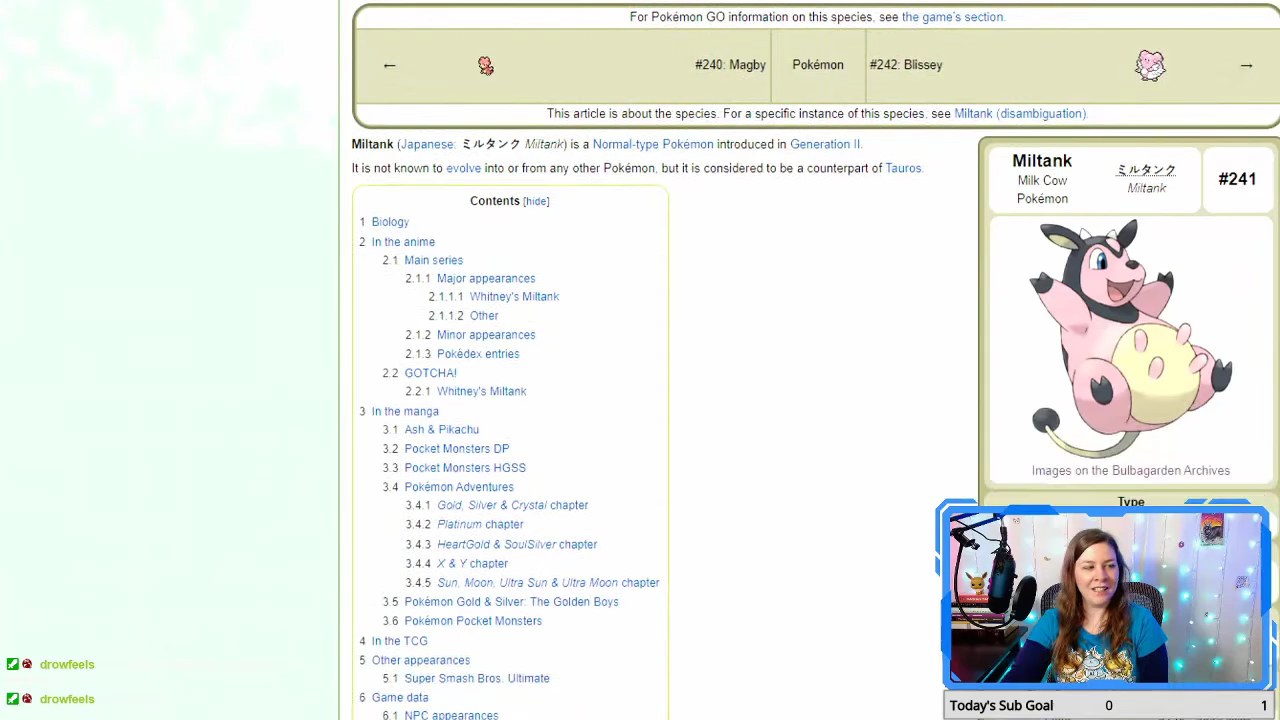 For Pokémon GO information on this species, see the game's section.
← #240: Magby Pokémon #242: Blissey →
This article is about the species. For a specific instance of this species, see Miltank (disambiguation).
Miltank (Japanese: ミルタンク Miltank) is a Normal-type Pokémon introduced in Generation II.
It is not known to evolve into or from any other Pokémon, but it is considered to be a counterpart of Tauros.
Contents [hide]
1 Biology
2 In the anime
2.1 Main series
2.1.1 Major appearances
2.1.1.1 Whitney's Miltank
2.1.1.2 Other
2.1.2 Minor appearances
2.1.3 Pokédex entries
2.2 GOTCHA!
2.2.1 Whitney's Miltank
3 In the manga
3.1 Ash & Pikachu
3.2 Pocket Monsters DP
3.3 Pocket Monsters HGSS
3.4 Pokémon Adventures
3.4.1 Gold, Silver & Crystal chapter
3.4.2 Platinum chapter
3.4.3 HeartGold & SoulSilver chapter
3.4.4 X & Y chapter
3.4.5 Sun, Moon, Ultra Sun & Ultra Moon chapter
3.5 Pokémon Gold & Silver: The Golden Boys
3.6 Pokémon Pocket Monsters
4 In the TCG
5 Other appearances
5.1 Super Smash Bros. Ultimate
6 Game data
6.1 NPC appearances
Miltank
Milk Cow
Pokémon
ミルタンク
Miltank
#241
Images on the Bulbagarden Archives
Type
drowfeels
drowfeels
Today's Sub Goal 0 1